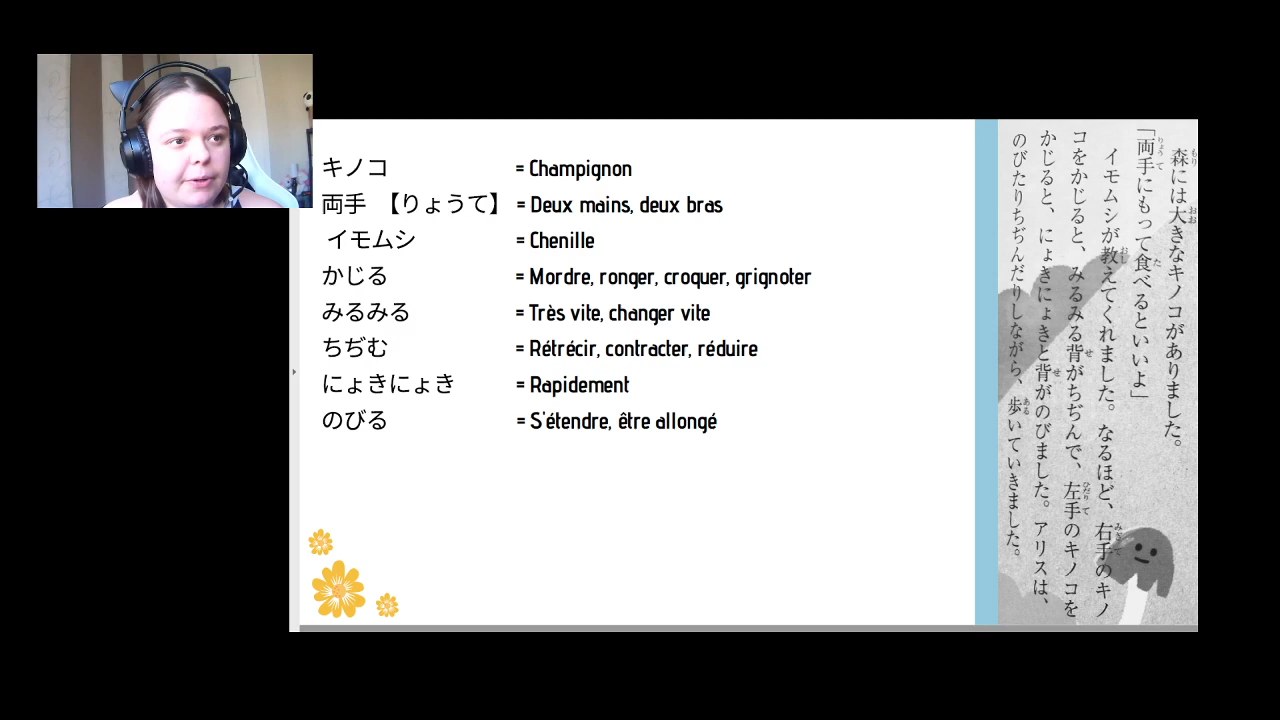 キノコ = Champignon
両手 【りょうて】 = Deux mains, deux bras
イモムシ = Chenille
かじる = Mordre, ronger, croquer, grignoter
みるみる = Très vite, changer vite
ちぢむ = Rétrécir, contracter, réduire
にょきにょき = Rapidement
のびる = S'étendre, être allongé
森には大きなキノコがありました。
「両手にもって食べるといいよ」
イモムシが教えてくれました。なるほど、右手のキノ
コをかじると、みるみる背がちぢんで、左手のキノコを
かじると、にょきにょきと背がのびました。アリスは、
のびたりちぢんだりしながら、歩いていきました。